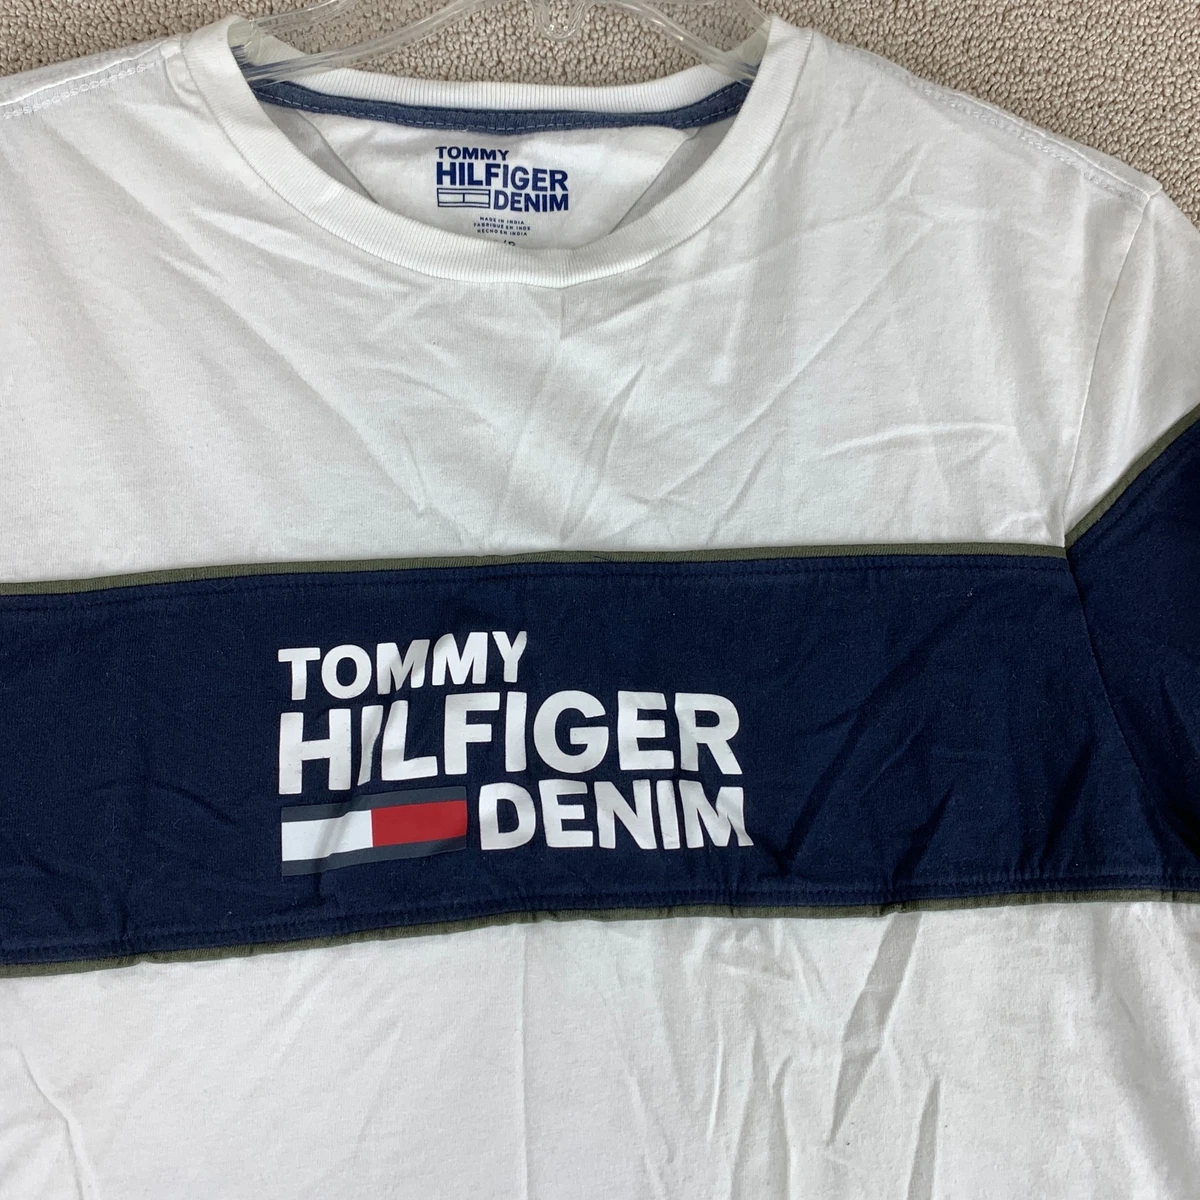 TOMMY
HILFIGER
DENIM
MADE IN INDIA
FABRIQUE EN INDE
HECHO EN INDIA
TOMMY
HILFIGER
DENIM